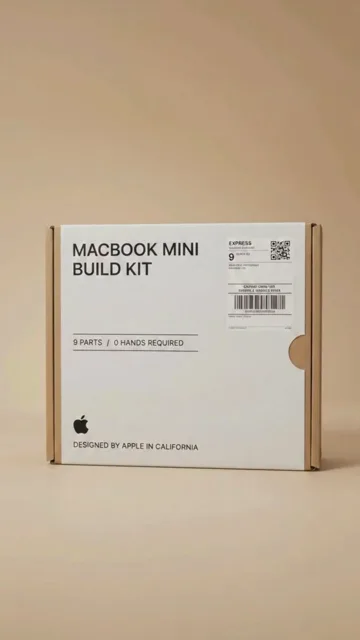 MACBOOK MINI
BUILD KIT
EXPRESS
9
9 PARTS / 0 HANDS REQUIRED
DESIGNED BY APPLE IN CALIFORNIA